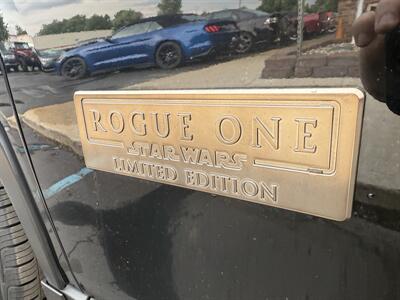 ROGUE ONE
STAR WARS
LIMITED EDITION